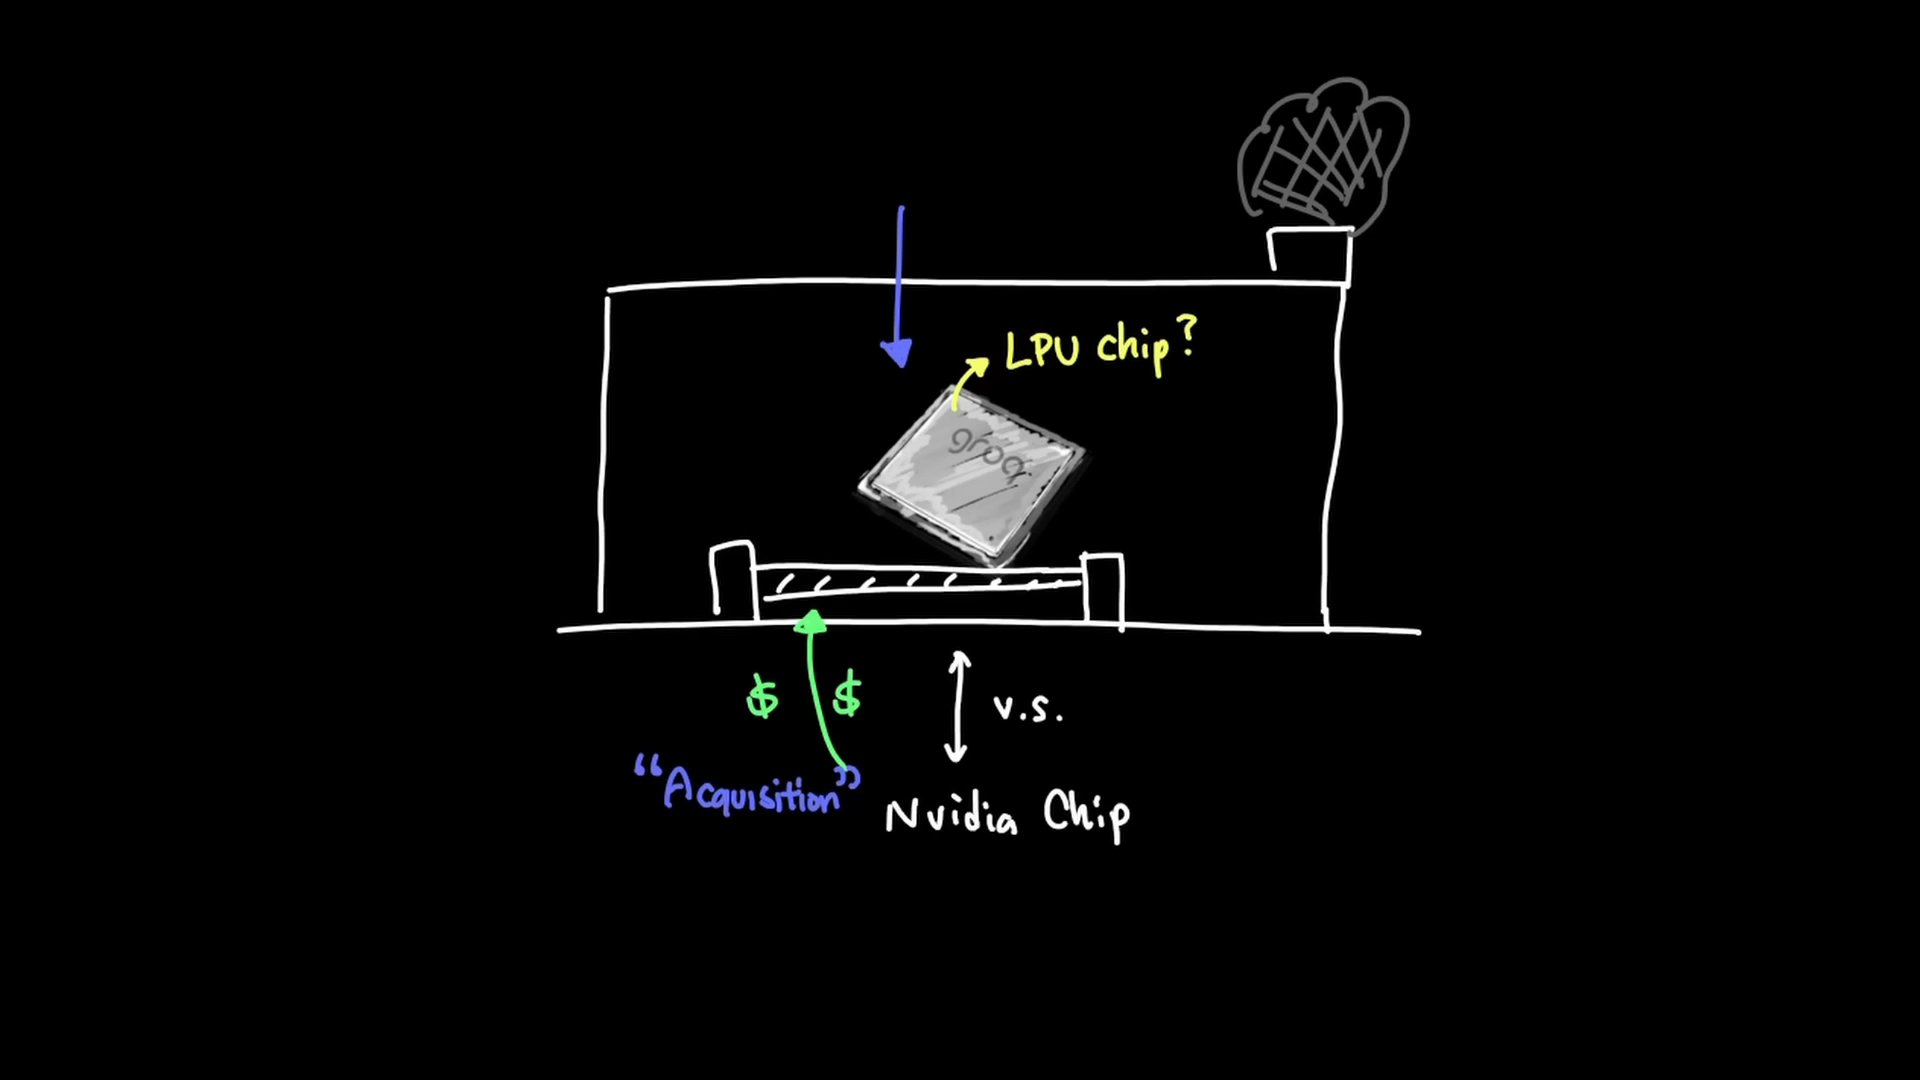 LPU chip?
groq
$ $
v.s.
"Acquisition"
Nvidia Chip